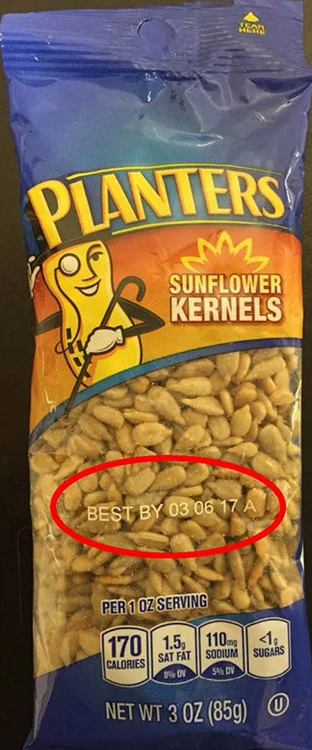 TEAR
HERE
PLANTERS
SUNFLOWER
KERNELS
BEST BY 03 06 17 A
PER 1 OZ SERVING
170
CALORIES
1.5g
SAT FAT
8% DV
110mg
SODIUM
5% DV
<1g
SUGARS
NET WT 3 OZ (85g)
U